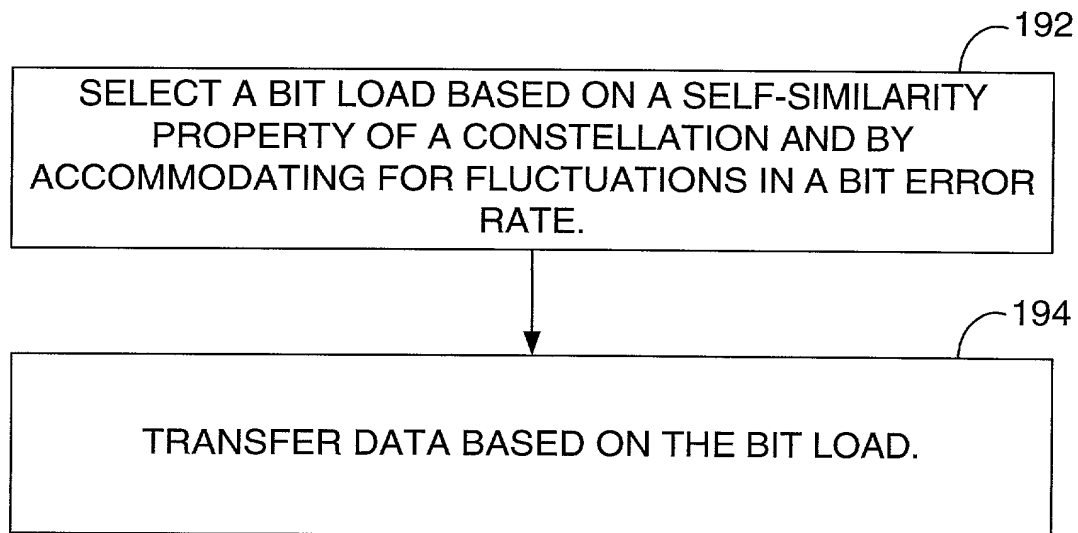 192
SELECT A BIT LOAD BASED ON A SELF-SIMILARITY
PROPERTY OF A CONSTELLATION AND BY
ACCOMMODATING FOR FLUCTUATIONS IN A BIT ERROR
RATE.
194
TRANSFER DATA BASED ON THE BIT LOAD.